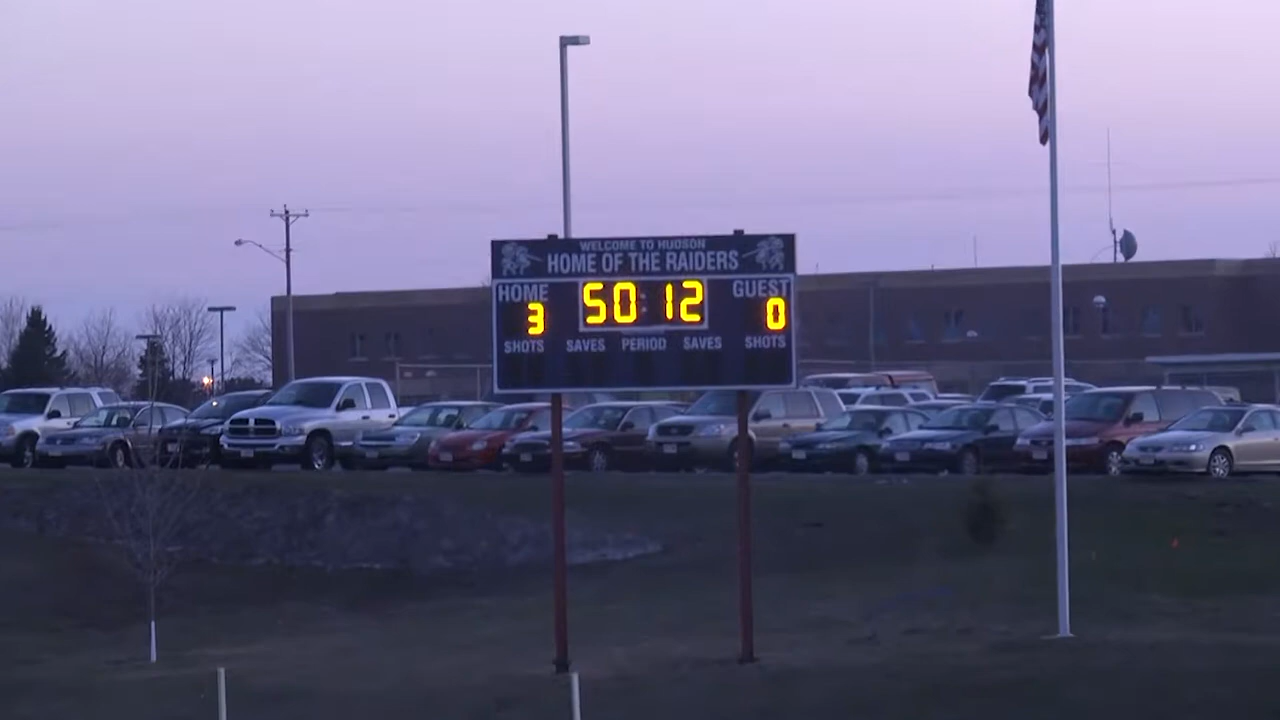 WELCOME TO HUDSON
HOME OF THE RAIDERS
HOME 50 12 GUEST
3 0
SHOTS SAVES PERIOD SAVES SHOTS